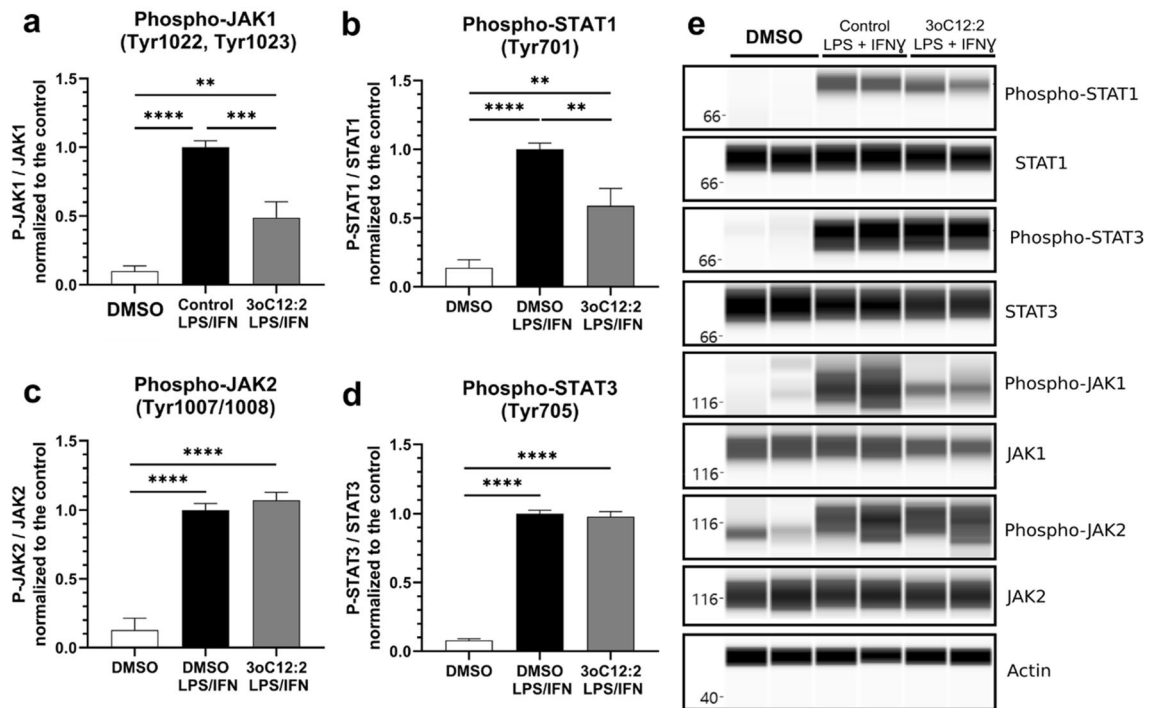 a
Phospho-JAK1
(Tyr1022, Tyr1023)
P-JAK1 / JAK1
normalized to the control
1.5
1.0
0.5
0.0
**
****
***
DMSO
Control
LPS/IFN
3oC12:2
LPS/IFN
b
Phospho-STAT1
(Tyr701)
P-STAT1 / STAT1
normalized to the control
1.5
1.0
0.5
0.0
**
****
**
DMSO
DMSO
LPS/IFN
3oC12:2
LPS/IFN
c
Phospho-JAK2
(Tyr1007/1008)
P-JAK2 / JAK2
normalized to the control
1.5
1.0
0.5
0.0
****
****
DMSO
DMSO
LPS/IFN
3oC12:2
LPS/IFN
d
Phospho-STAT3
(Tyr705)
P-STAT3 / STAT3
normalized to the control
1.5
1.0
0.5
0.0
****
****
DMSO
DMSO
LPS/IFN
3oC12:2
LPS/IFN
e
DMSO
Control
LPS + IFNɣ
3oC12:2
LPS + IFNɣ
66-
Phospho-STAT1
66-
STAT1
66-
Phospho-STAT3
66-
STAT3
116-
Phospho-JAK1
116-
JAK1
116-
Phospho-JAK2
116-
JAK2
40-
Actin